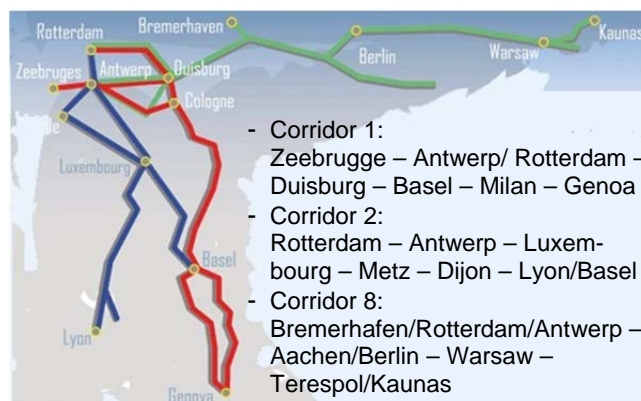 Bremerhaven
Kaunas
Rotterdam
Warsaw
Berlin
Zeebruges
Antwerp
Duisburg
Cologne
Luxembourg
Basel
Lyon
Genova
- Corridor 1:
Zeebrugge – Antwerp/ Rotterdam –
Duisburg – Basel – Milan – Genoa
- Corridor 2:
Rotterdam – Antwerp – Luxem-
bourg – Metz – Dijon – Lyon/Basel
- Corridor 8:
Bremerhafen/Rotterdam/Antwerp –
Aachen/Berlin – Warsaw –
Terespol/Kaunas